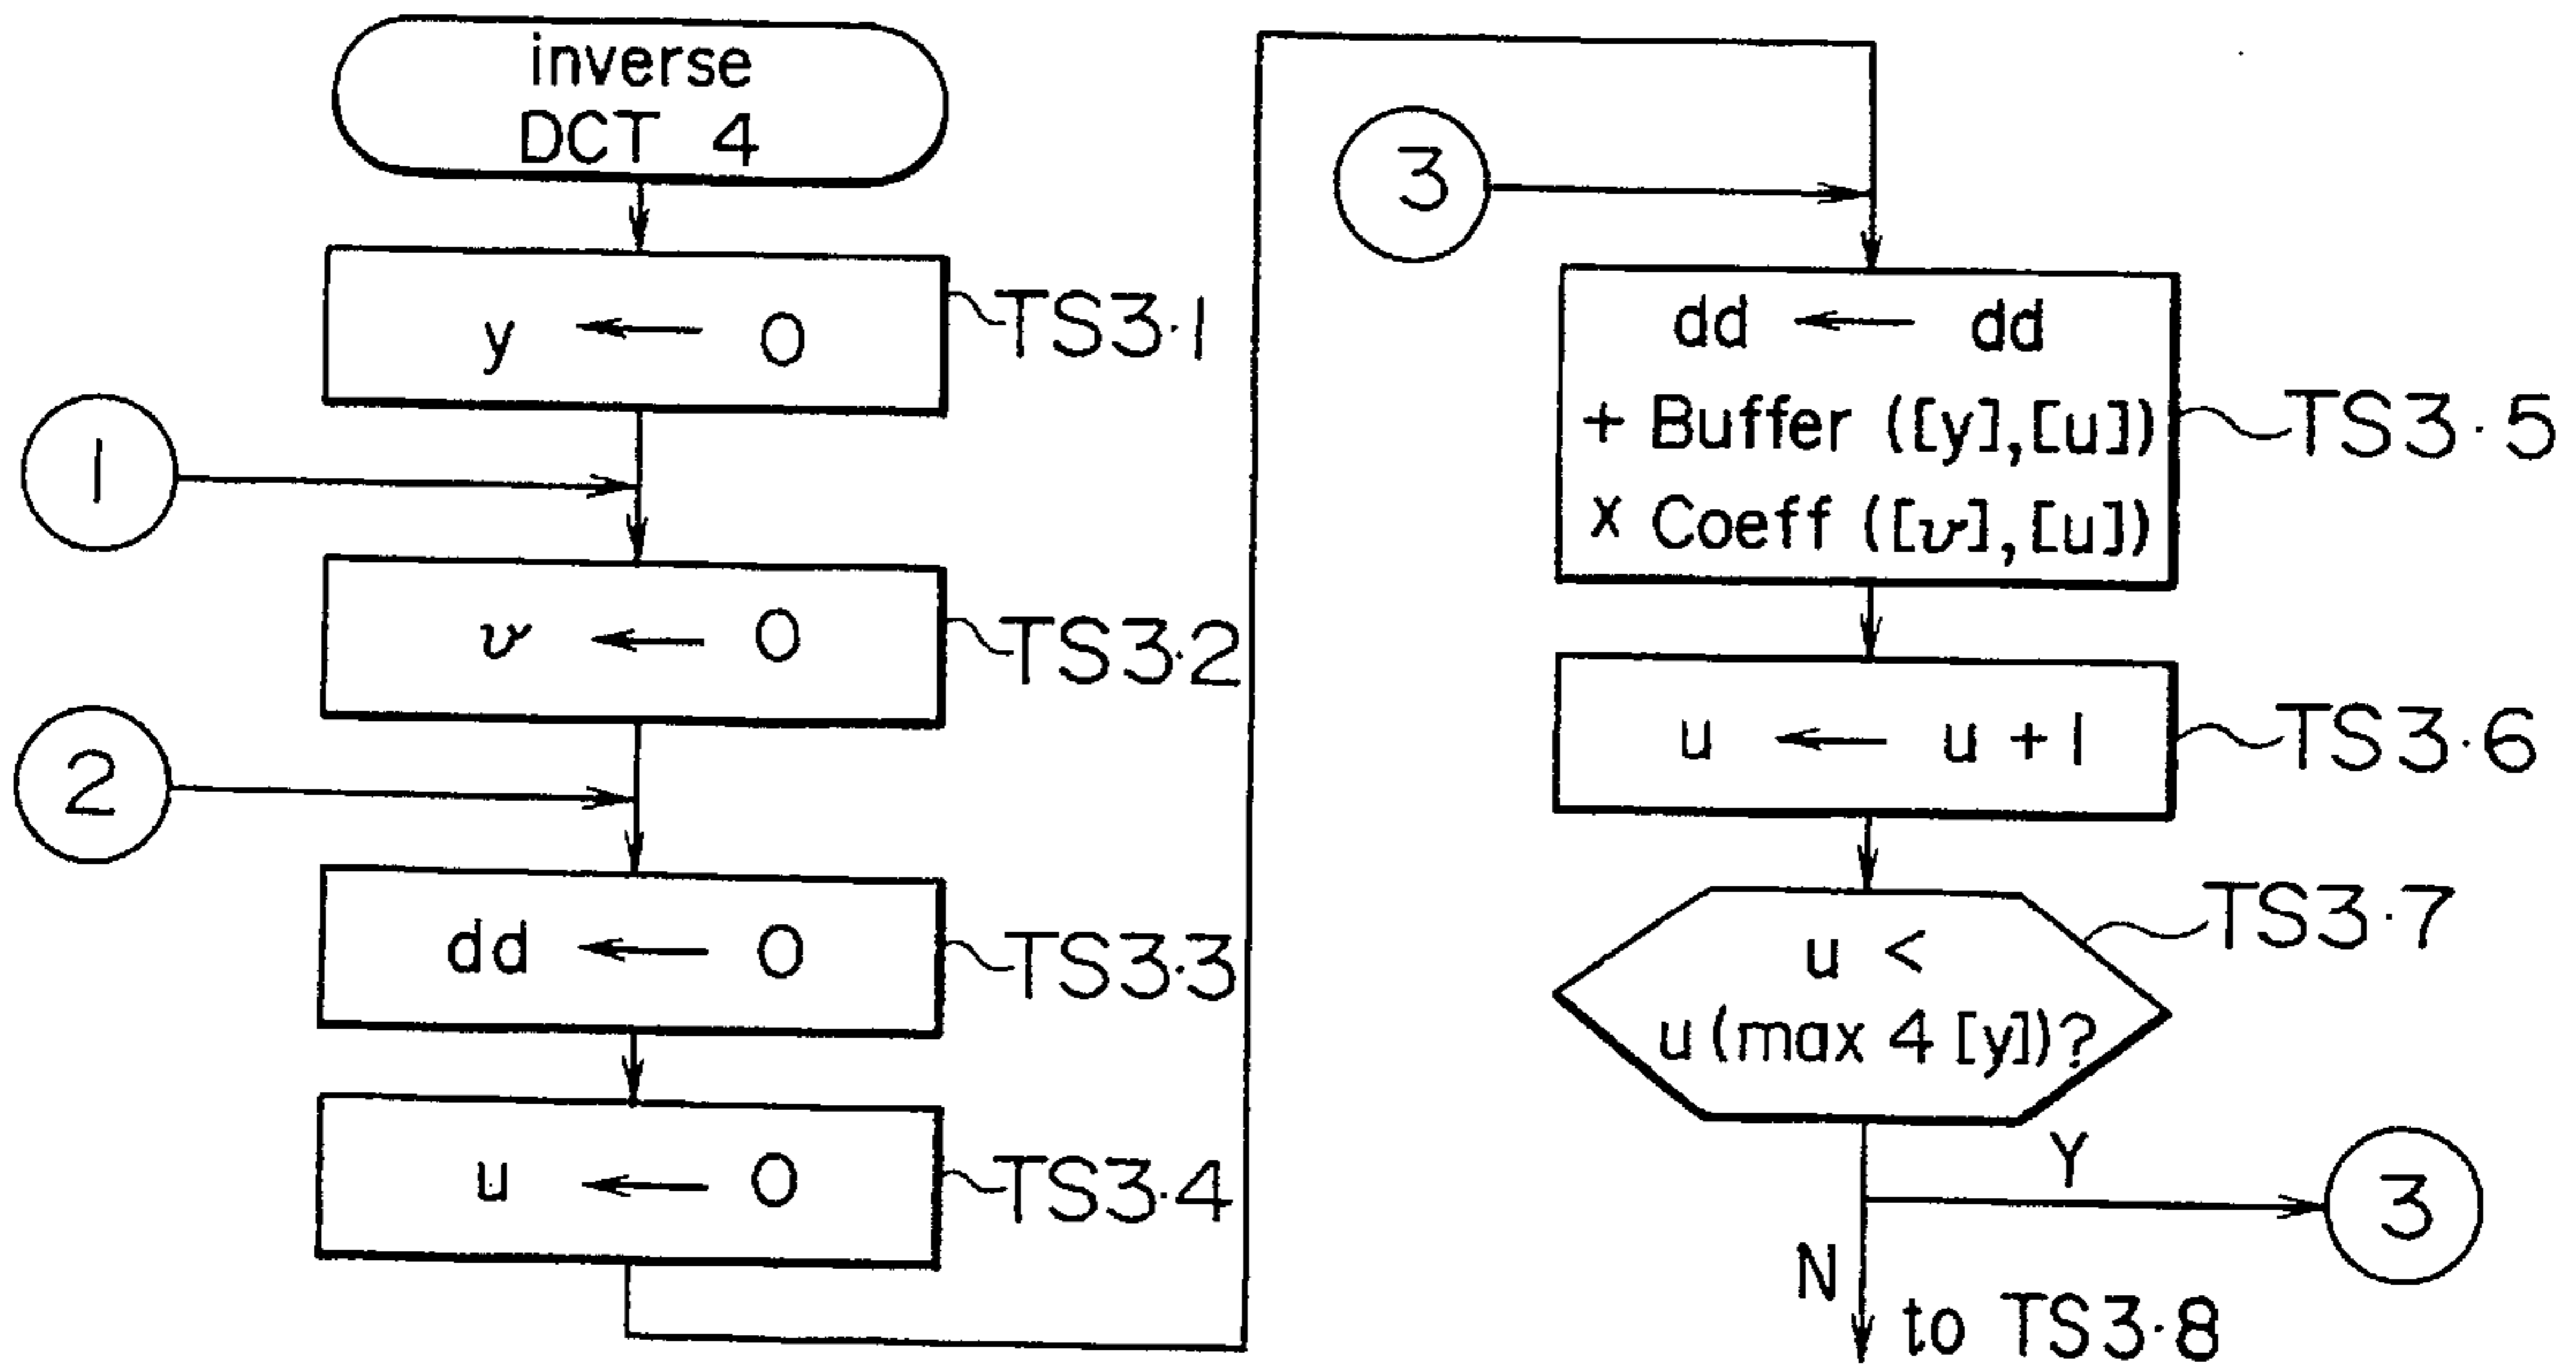 inverse
DCT 4
y ← 0
TS3·1
1
v ← 0
TS3·2
2
dd ← 0
TS3·3
u ← 0
TS3·4
3
dd ← dd
+ Buffer ([y],[u])
x Coeff ([v],[u])
TS3·5
u ← u + 1
TS3·6
u <
u (max 4 [y])?
TS3·7
Y
3
N
to TS3·8